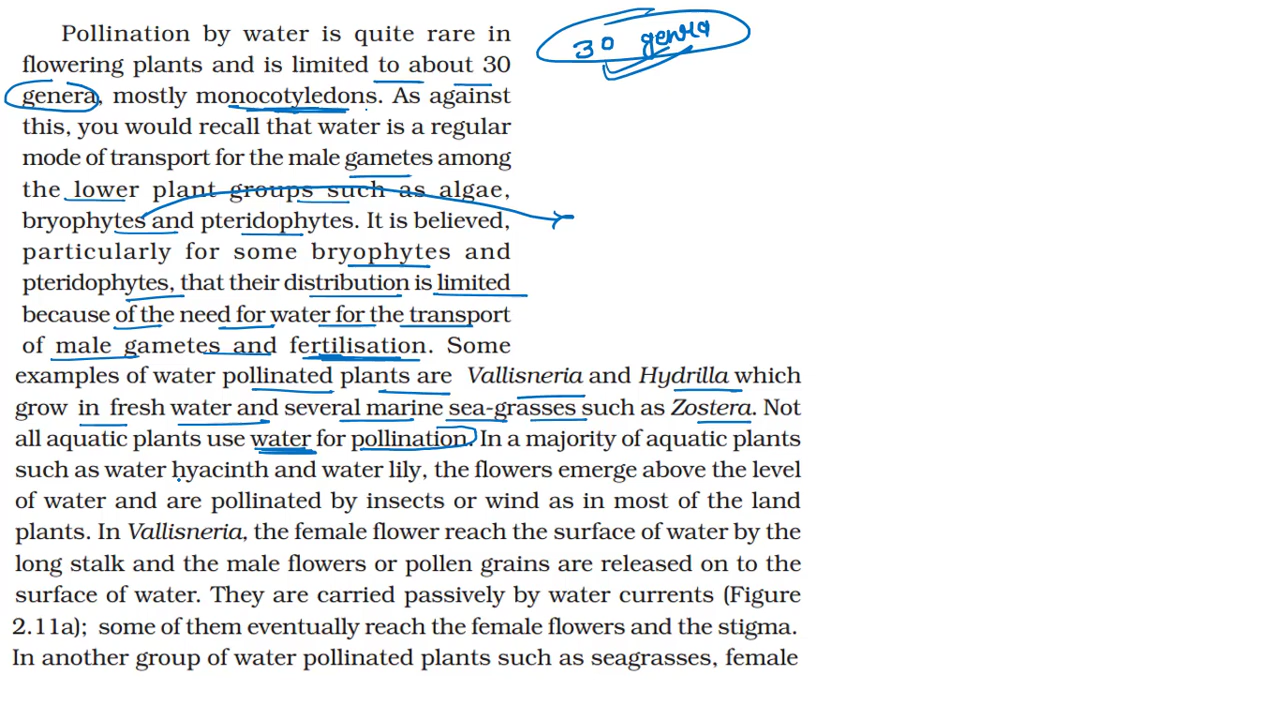 Pollination by water is quite rare in
30 genra
flowering plants and is limited to about 30
genera, mostly monocotyledons. As against
this, you would recall that water is a regular
mode of transport for the male gametes among
the lower plant groups such as algae,
bryophytes and pteridophytes. It is believed,
particularly for some bryophytes and
pteridophytes, that their distribution is limited
because of the need for water for the transport
of male gametes and fertilisation. Some
examples of water pollinated plants are Vallisneria and Hydrilla which
grow in fresh water and several marine sea-grasses such as Zostera. Not
all aquatic plants use water for pollination. In a majority of aquatic plants
such as water hyacinth and water lily, the flowers emerge above the level
of water and are pollinated by insects or wind as in most of the land
plants. In Vallisneria, the female flower reach the surface of water by the
long stalk and the male flowers or pollen grains are released on to the
surface of water. They are carried passively by water currents (Figure
2.11a); some of them eventually reach the female flowers and the stigma.
In another group of water pollinated plants such as seagrasses, female